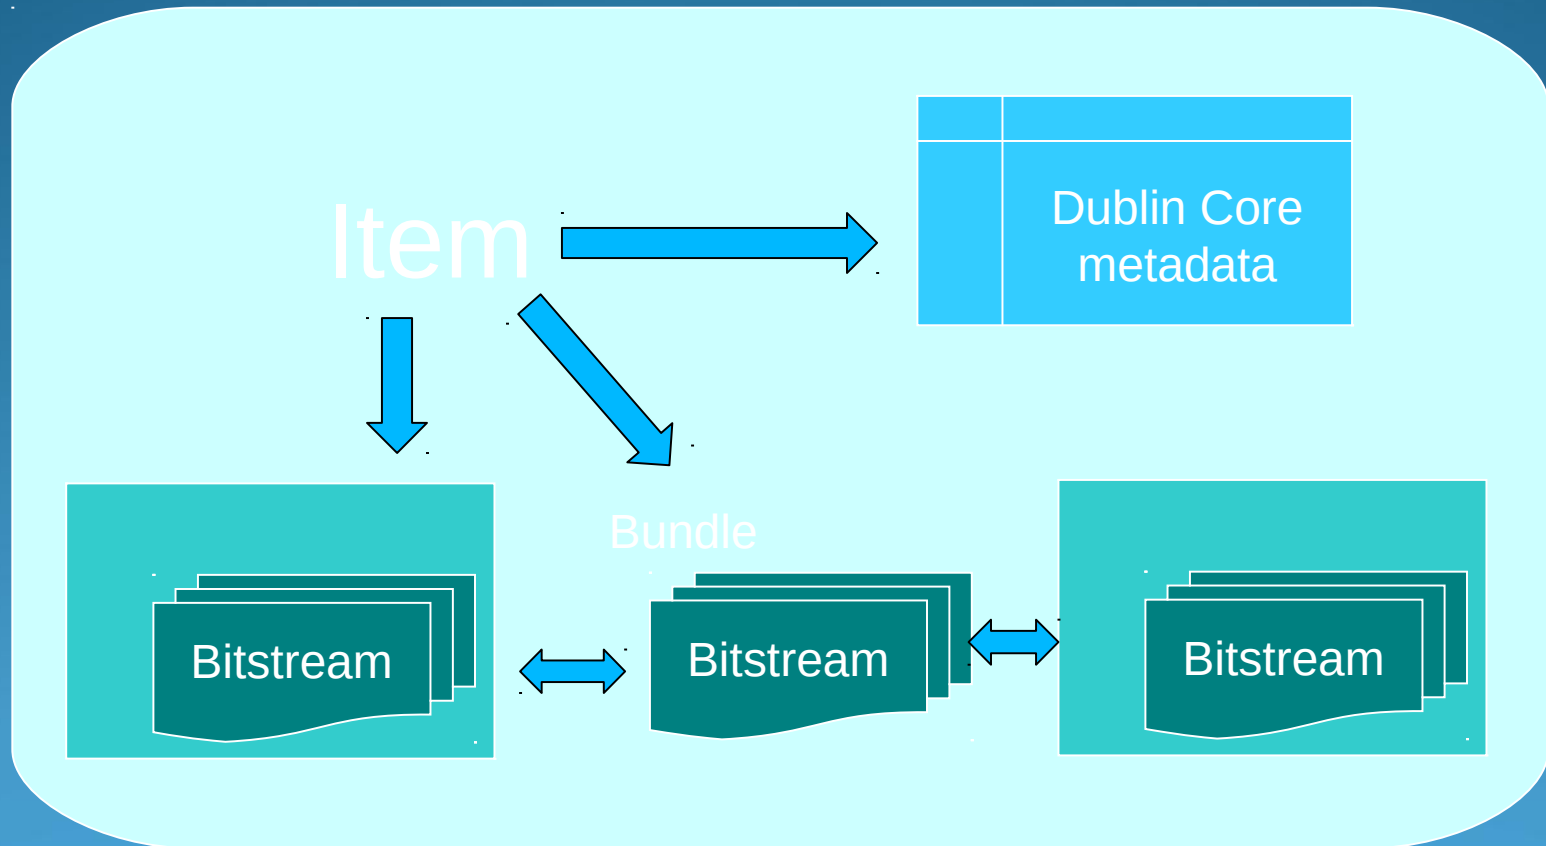 Dublin Core
metadata
Item
Bundle
Bitstream
Bitstream
Bitstream